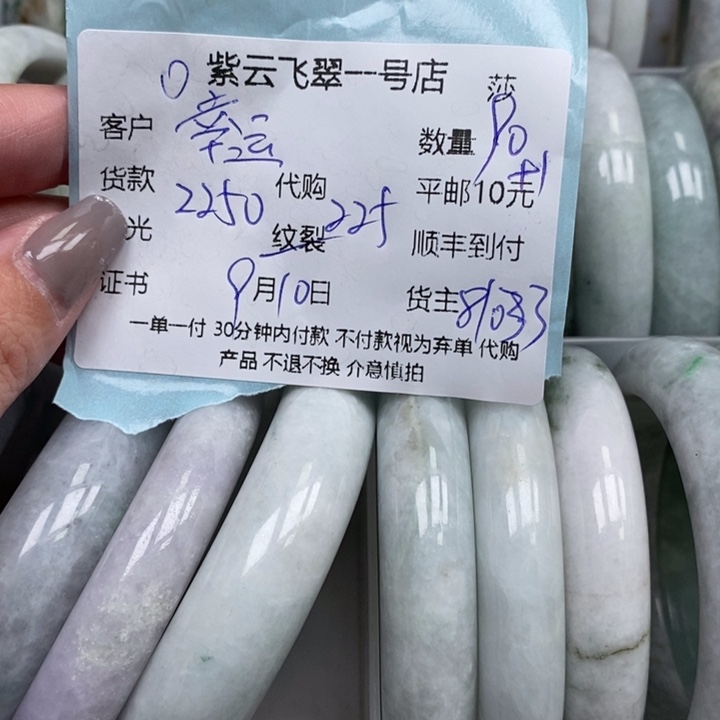 紫云飞翠一号店 莎
客户 幸运 数量 90
货款 2250 代购 225 平邮10元 +1
光 纹裂 顺丰到付
证书 9月10日 货主 81033
一单一付 30分钟内付款 不付款视为弃单 代购
产品 不退不换 介意慎拍